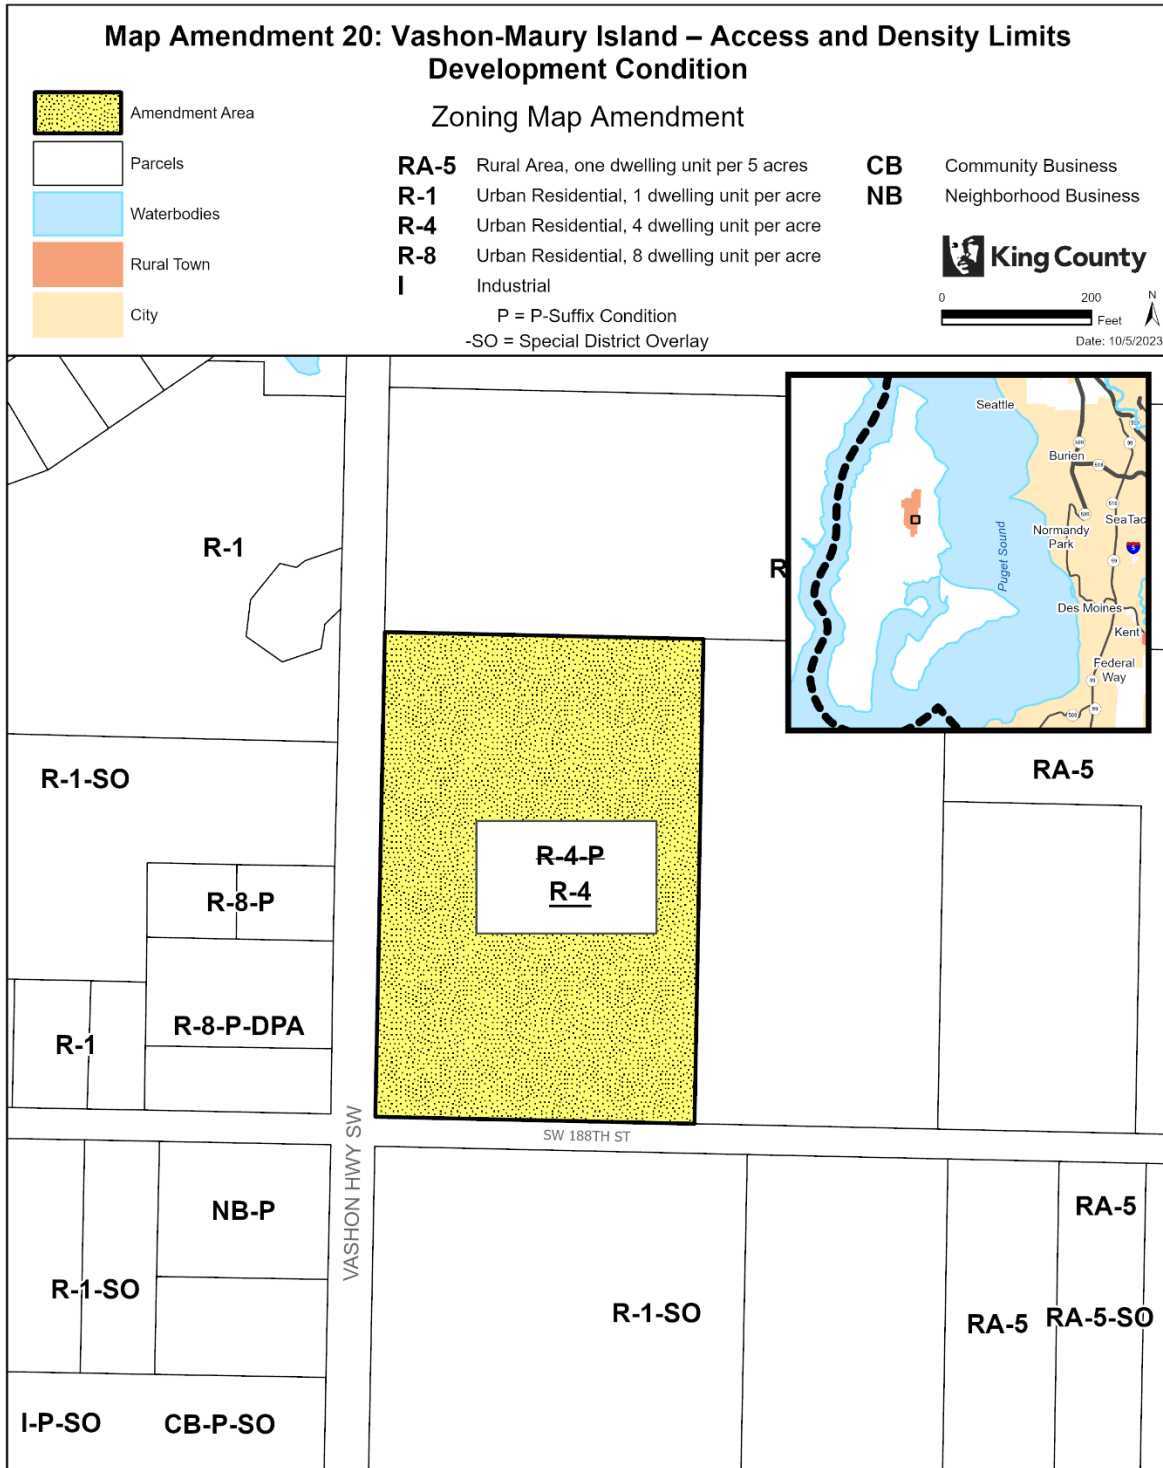 Map Amendment 20: Vashon-Maury Island – Access and Density Limits
Development Condition
Zoning Map Amendment
Amendment Area
Parcels
Waterbodies
Rural Town
City
RA-5 Rural Area, one dwelling unit per 5 acres
R-1 Urban Residential, 1 dwelling unit per acre
R-4 Urban Residential, 4 dwelling unit per acre
R-8 Urban Residential, 8 dwelling unit per acre
I Industrial
P = P-Suffix Condition
-SO = Special District Overlay
CB Community Business
NB Neighborhood Business
King County
0 200
Feet
N
Date: 10/5/2023
Seattle
Burien
Normandy
Park
SeaTac
Puget Sound
Des Moines
Kent
Federal
Way
509
518
99
5
R-1
R
R-1-SO
RA-5
R-4-P
R-4
R-8-P
R-8-P-DPA
R-1
SW 188TH ST
VASHON HWY SW
NB-P
R-1-SO
R-1-SO
RA-5
RA-5
RA-5-SO
I-P-SO
CB-P-SO